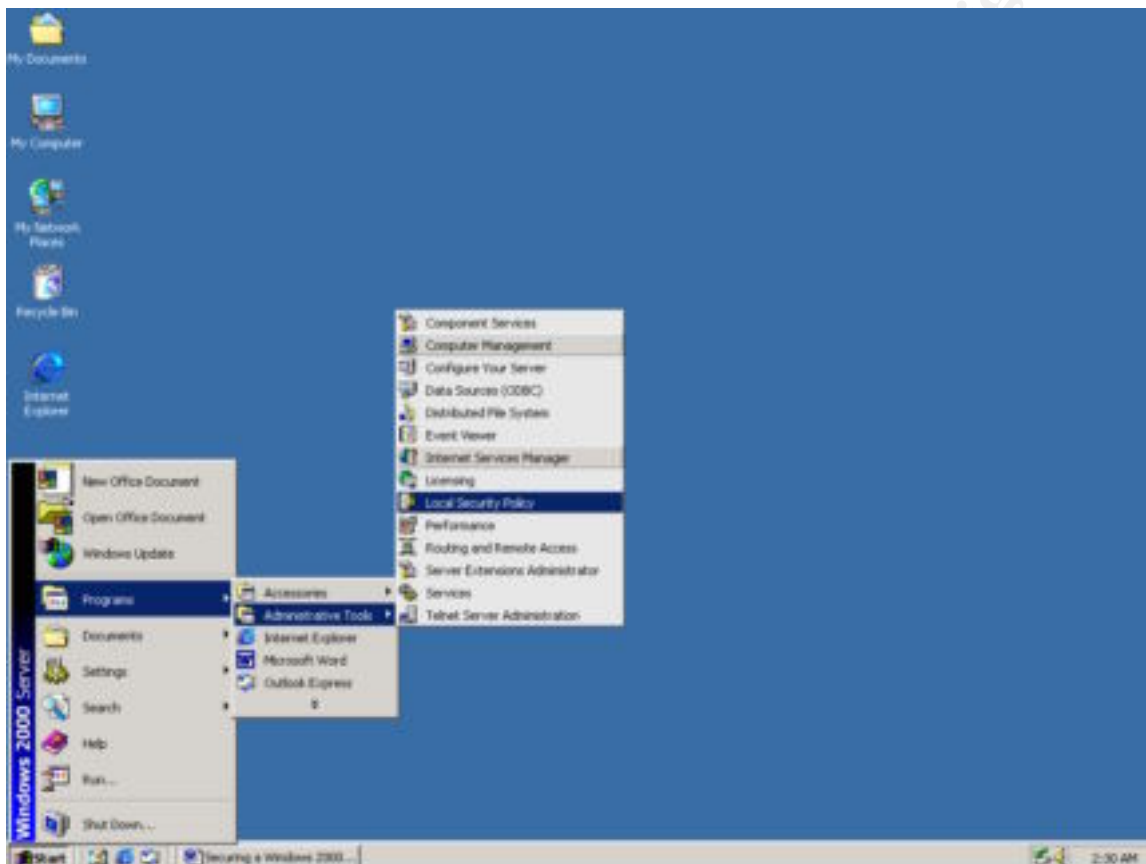 My Documents
My Computer
My Network
Places
Recycle Bin
Internet
Explorer
Component Services
Computer Management
Configure Your Server
Data Sources (ODBC)
Distributed File System
Event Viewer
Internet Services Manager
Licensing
Local Security Policy
Performance
Routing and Remote Access
Server Extensions Administrator
Services
Telnet Server Administration
New Office Document
Open Office Document
Windows Update
Programs
Documents
Settings
Search
Help
Run...
Shut Down...
Windows 2000 Server
Accessories
Administrative Tools
Internet Explorer
Microsoft Word
Outlook Express
Start
Securing a Windows 2000...
2:30 AM